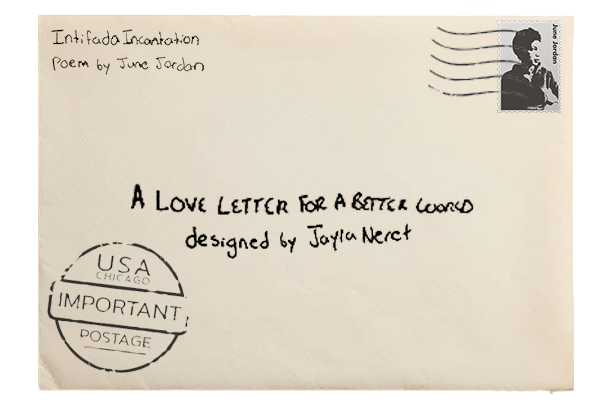 Intifada Incantation
Poem by June Jordan
June Jordan
A LOVE LETTER FOR A BETTER WORLD
designed by Jayla Neret
USA
CHICAGO
IMPORTANT
POSTAGE